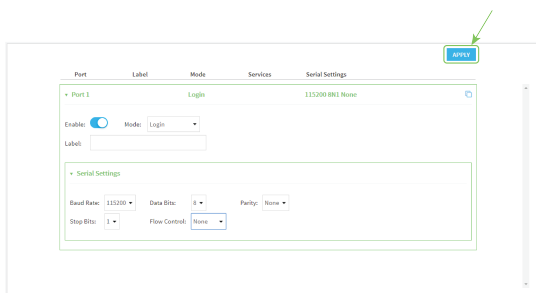 APPLY
Port Label Mode Services Serial Settings
Port 1 Login 115200 8N1 None
Enable: Mode: Login
Label:
Serial Settings
Baud Rate: 115200 Data Bits: 8 Parity: None
Stop Bits: 1 Flow Control: None